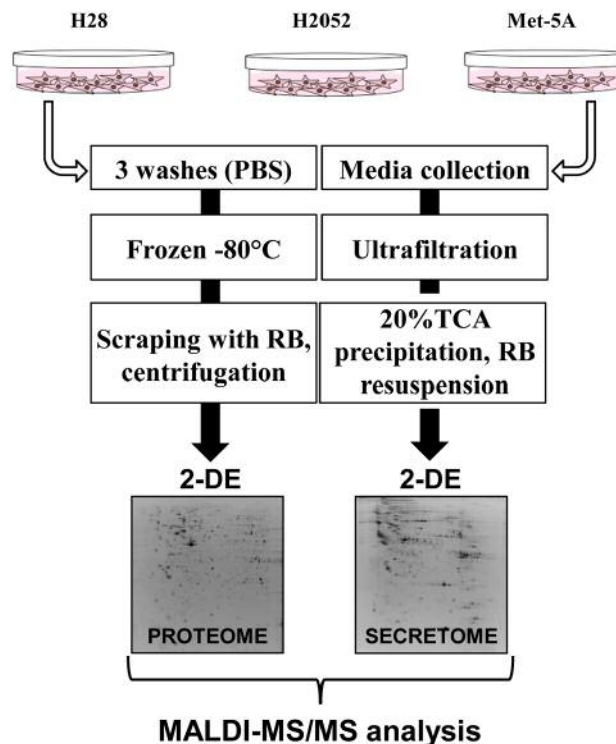 H28
H2052
Met-5A
3 washes (PBS)
Media collection
Frozen -80°C
Ultrafiltration
Scraping with RB,
centrifugation
20%TCA
precipitation, RB
resuspension
2-DE
2-DE
PROTEOME
SECRETOME
MALDI-MS/MS analysis